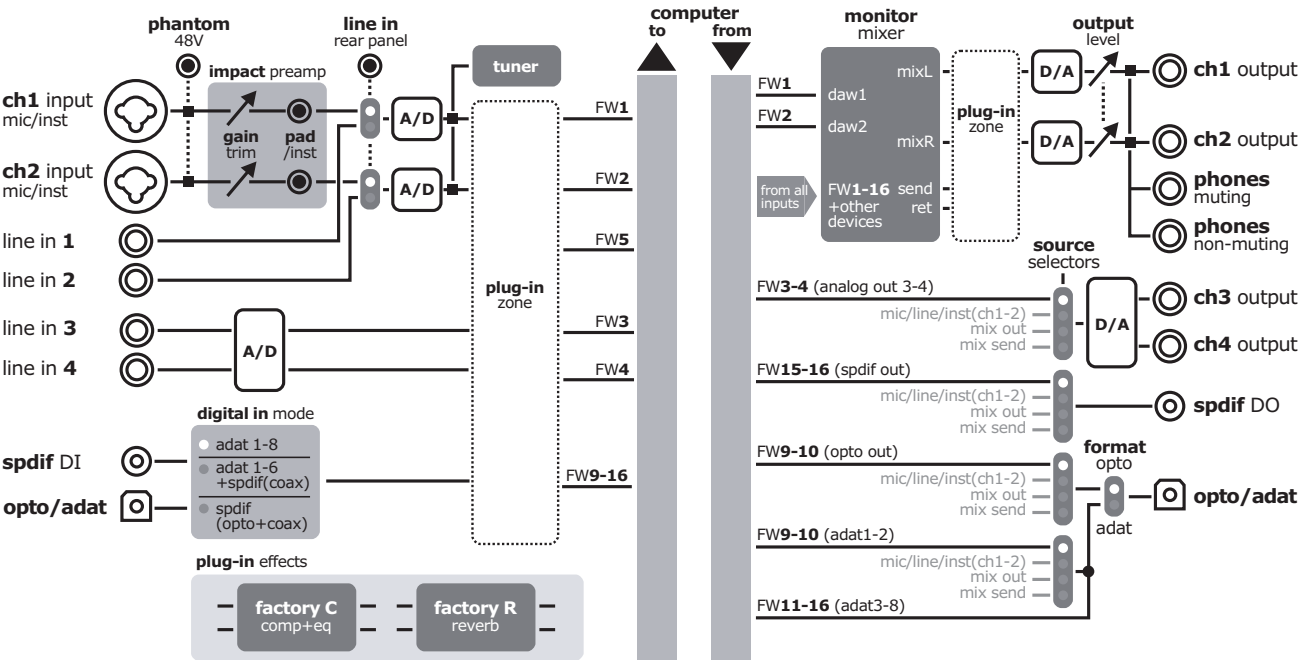 phantom
48V
line in
rear panel
impact preamp
ch1 input
mic/inst
gain
trim
pad
/inst
ch2 input
mic/inst
A/D
A/D
tuner
line in 1
line in 2
line in 3
line in 4
A/D
plug-in
zone
digital in mode
spdif DI
opto/adat
adat 1-8
adat 1-6
+spdif(coax)
spdif
(opto+coax)
plug-in effects
factory C
comp+eq
factory R
reverb
computer
to
from
FW1
FW2
FW5
FW3
FW4
FW9-16
monitor
mixer
FW1
FW2
daw1
daw2
mixL
mixR
from all
inputs
FW1-16
+other
devices
send
ret
plug-in
zone
D/A
D/A
output
level
ch1 output
ch2 output
phones
muting
phones
non-muting
source
selectors
FW3-4 (analog out 3-4)
mic/line/inst(ch1-2)
mix out
mix send
D/A
ch3 output
ch4 output
FW15-16 (spdif out)
mic/line/inst(ch1-2)
mix out
mix send
spdif DO
FW9-10 (opto out)
mic/line/inst(ch1-2)
mix out
mix send
format
opto
adat
opto/adat
FW9-10 (adat1-2)
mic/line/inst(ch1-2)
mix out
mix send
FW11-16 (adat3-8)